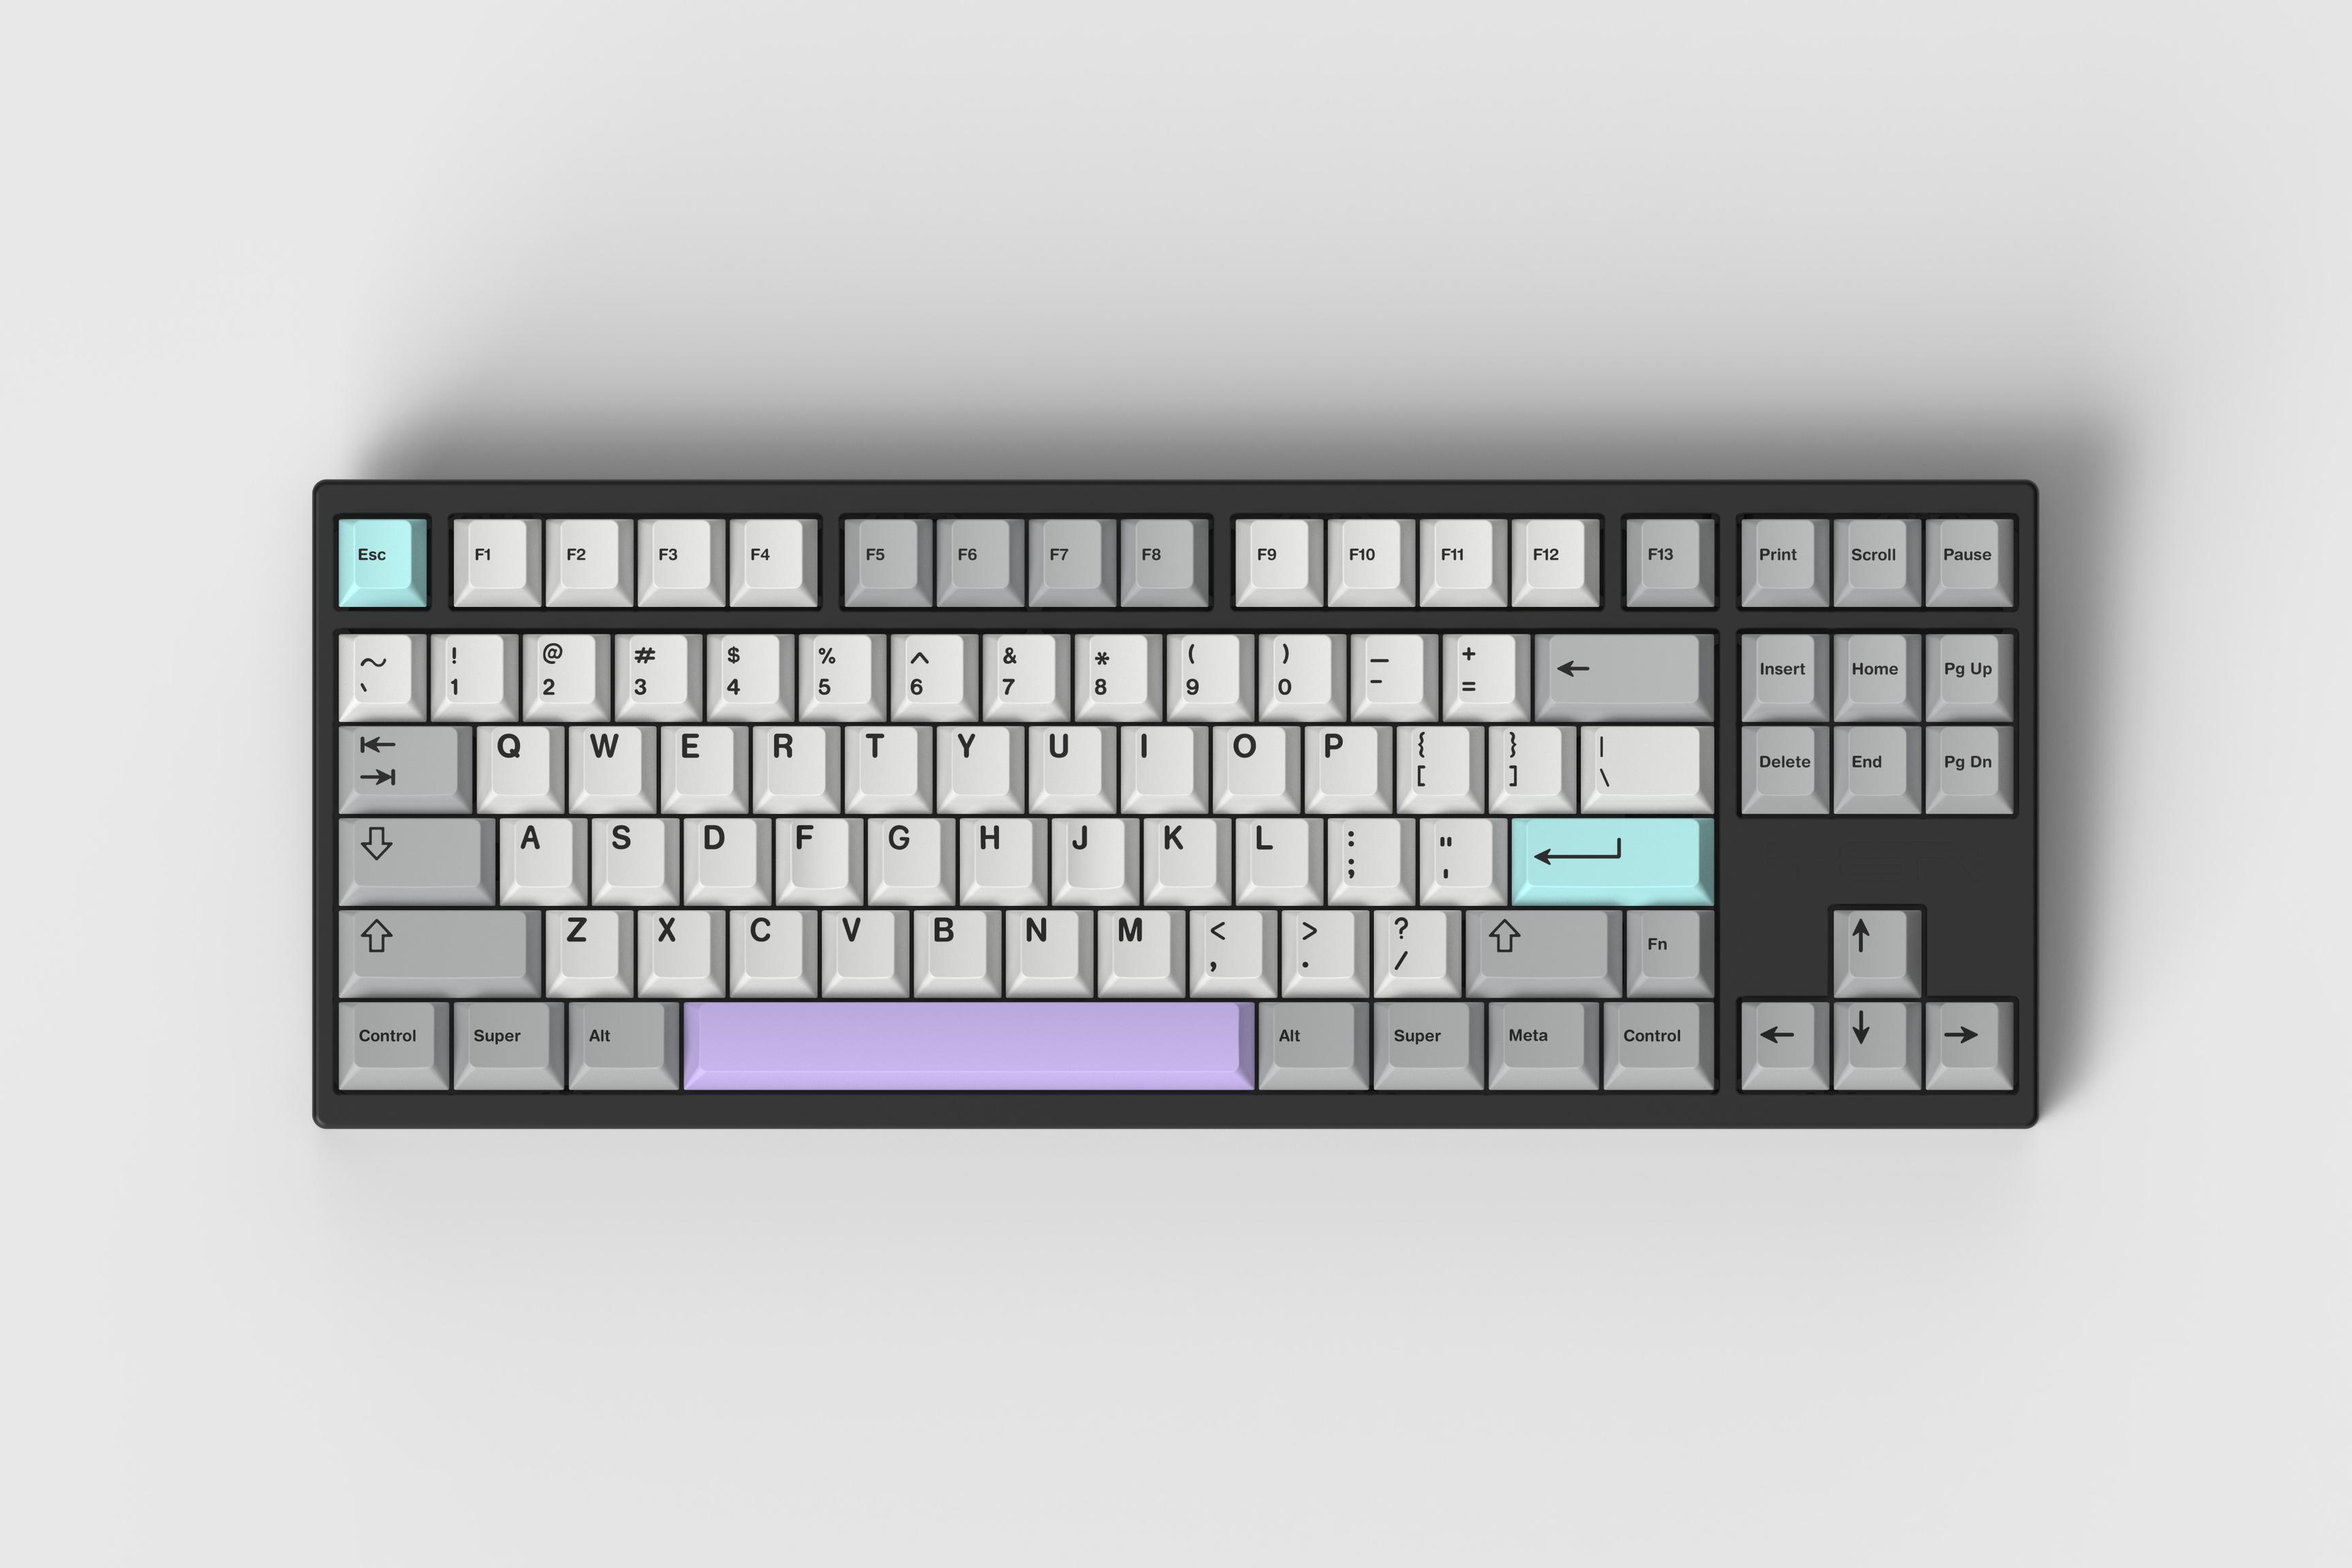 Esc F1 F2 F3 F4 F5 F6 F7 F8 F9 F10 F11 F12 F13 Print Scroll Pause
~ ! @ # $ % ^ & * ( ) _ +
` 1 2 3 4 5 6 7 8 9 0 - = ← Insert Home Pg Up
⇤ Q W E R T Y U I O P { } |
⇥ [ ] \ Delete End Pg Dn
⇩ A S D F G H J K L : "
; ' ↵
⇧ Z X C V B N M < > ? ⇧ Fn ↑
, . /
Control Super Alt Alt Super Meta Control ← ↓ →